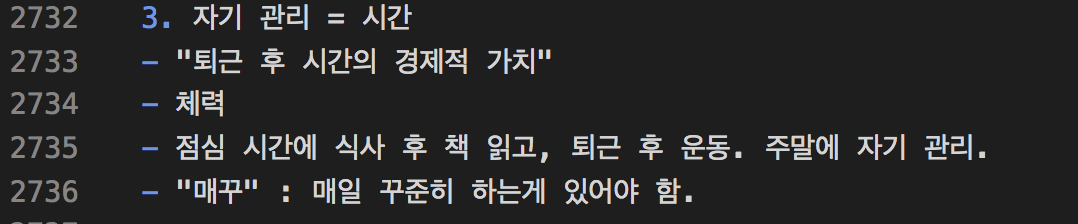 2732 3. 자기 관리 = 시간
2733 - "퇴근 후 시간의 경제적 가치"
2734 - 체력
2735 - 점심 시간에 식사 후 책 읽고, 퇴근 후 운동. 주말에 자기 관리.
2736 - "매꾸" : 매일 꾸준히 하는게 있어야 함.